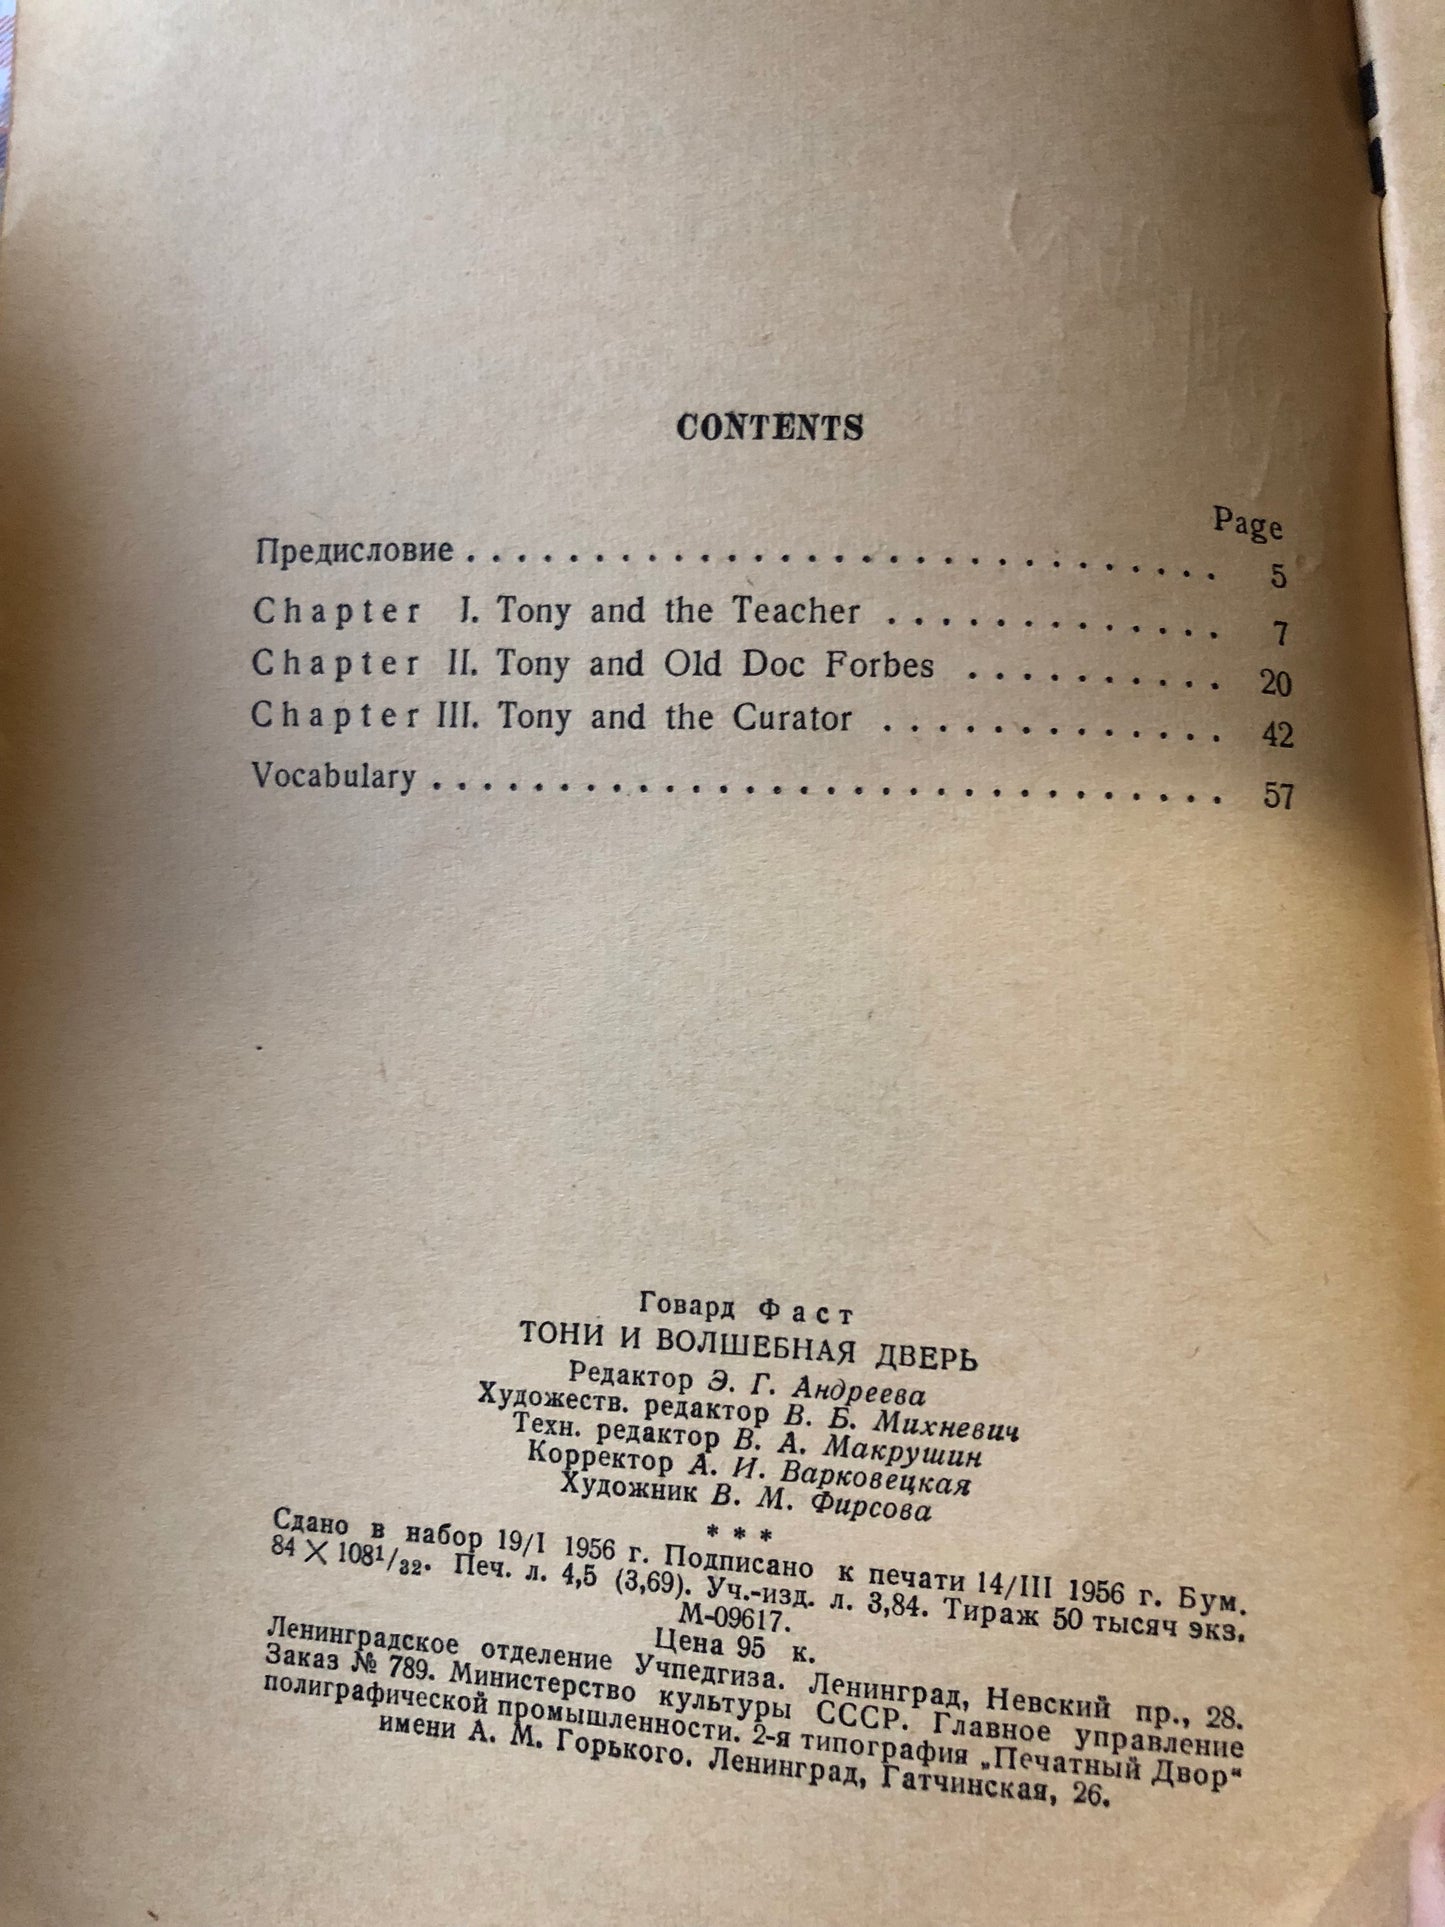 CONTENTS
Page
Предисловие . . . . . . . . . . . . . . . . . . . . . . . . . . . . . 5
Chapter I. Tony and the Teacher . . . . . . . . . . . . . 7
Chapter II. Tony and Old Doc Forbes . . . . . . . . . . 20
Chapter III. Tony and the Curator . . . . . . . . . . . . . 42
Vocabulary . . . . . . . . . . . . . . . . . . . . . . . . . . . . . . . 57
Говард Фаст
ТОНИ И ВОЛШЕБНАЯ ДВЕРЬ
Редактор Э. Г. Андреева
Художеств. редактор В. Б. Михневич
Техн. редактор В. А. Макрушин
Корректор А. И. Варковецкая
Художник В. М. Фирсова
* * *
Сдано в набор 19/I 1956 г. Подписано к печати 14/III 1956 г. Бум.
84 × 108¹/₃₂. Печ. л. 4,5 (3,69). Уч.-изд. л. 3,84. Тираж 50 тысяч экз.
М-09617.
Цена 95 к.
Ленинградское отделение Учпедгиза. Ленинград, Невский пр., 28.
Заказ № 789. Министерство культуры СССР. Главное управление
полиграфической промышленности. 2-я типография „Печатный Двор“
имени А. М. Горького. Ленинград, Гатчинская, 26.